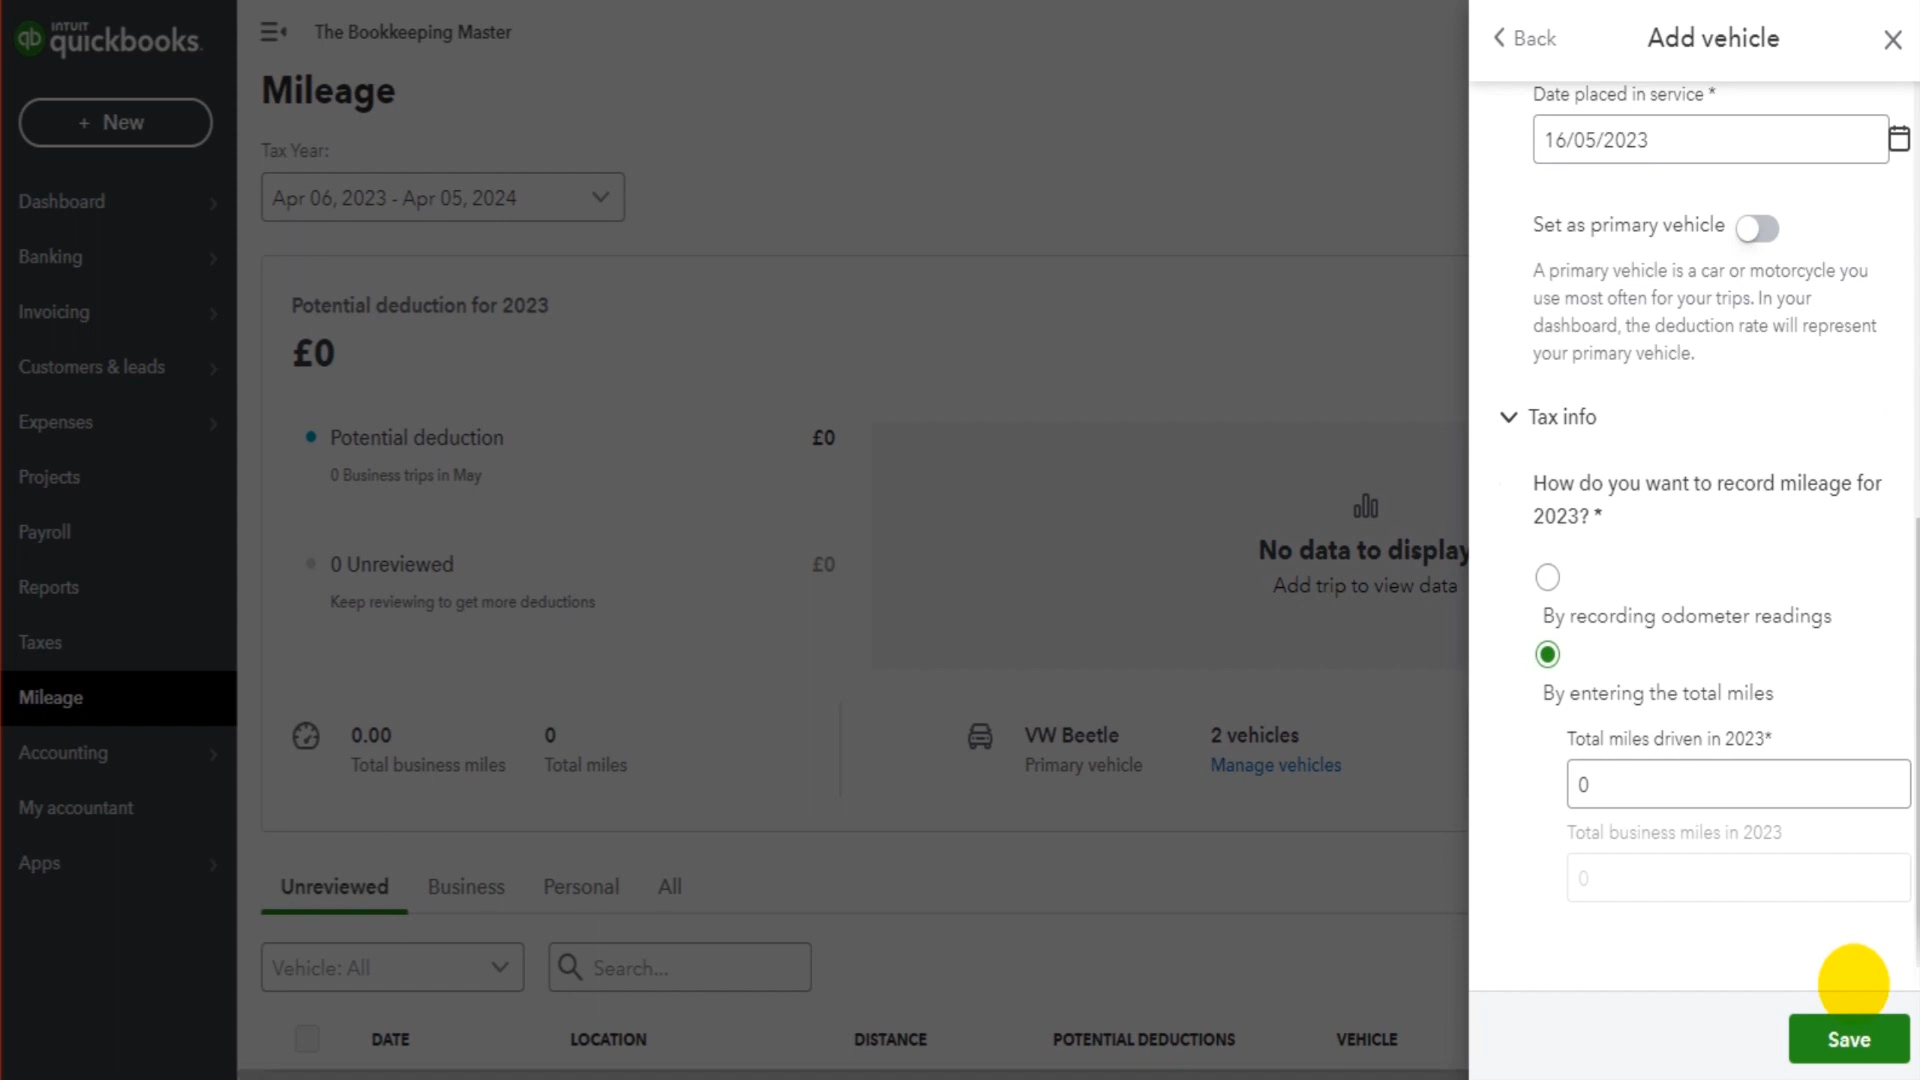 INTUIT
qb quickbooks.
+ New
Dashboard
Banking
Invoicing
Customers & leads
Expenses
Projects
Payroll
Reports
Taxes
Mileage
Accounting
My accountant
Apps
The Bookkeeping Master
Mileage
Tax Year:
Apr 06, 2023 - Apr 05, 2024
Potential deduction for 2023
£0
Potential deduction £0
0 Business trips in May
0 Unreviewed £0
Keep reviewing to get more deductions
No data to display
Add trip to view data
0.00 0
Total business miles Total miles
VW Beetle 2 vehicles
Primary vehicle Manage vehicles
Unreviewed Business Personal All
Vehicle: All Search...
DATE LOCATION DISTANCE POTENTIAL DEDUCTIONS VEHICLE
Back Add vehicle
Date placed in service *
16/05/2023
Set as primary vehicle
A primary vehicle is a car or motorcycle you
use most often for your trips. In your
dashboard, the deduction rate will represent
your primary vehicle.
Tax info
How do you want to record mileage for
2023? *
By recording odometer readings
By entering the total miles
Total miles driven in 2023*
0
Total business miles in 2023
0
Save